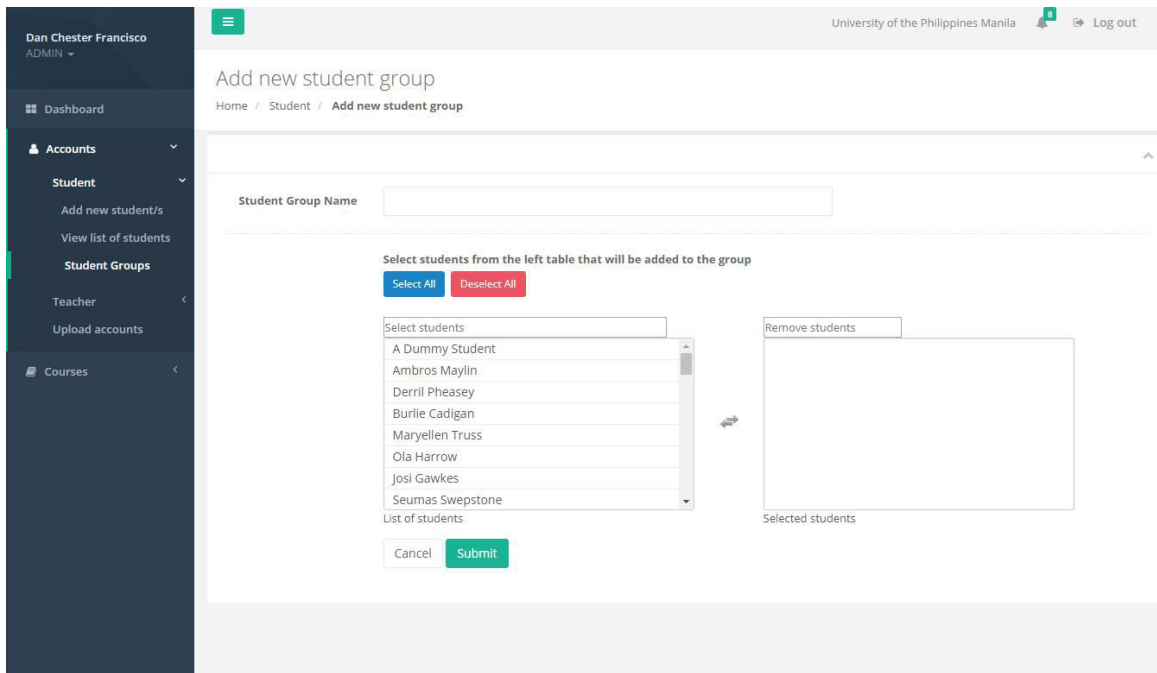 Dan Chester Francisco
ADMIN
University of the Philippines Manila
8
Log out
Add new student group
Home / Student / Add new student group
Dashboard
Accounts
Student
Add new student/s
View list of students
Student Groups
Teacher
Upload accounts
Courses
Student Group Name
Select students from the left table that will be added to the group
Select All Deselect All
Select students
A Dummy Student
Ambros Maylin
Derril Pheasey
Burlie Cadigan
Maryellen Truss
Ola Harrow
Josi Gawkes
Seumas Swepstone
List of students
Remove students
Selected students
Cancel Submit